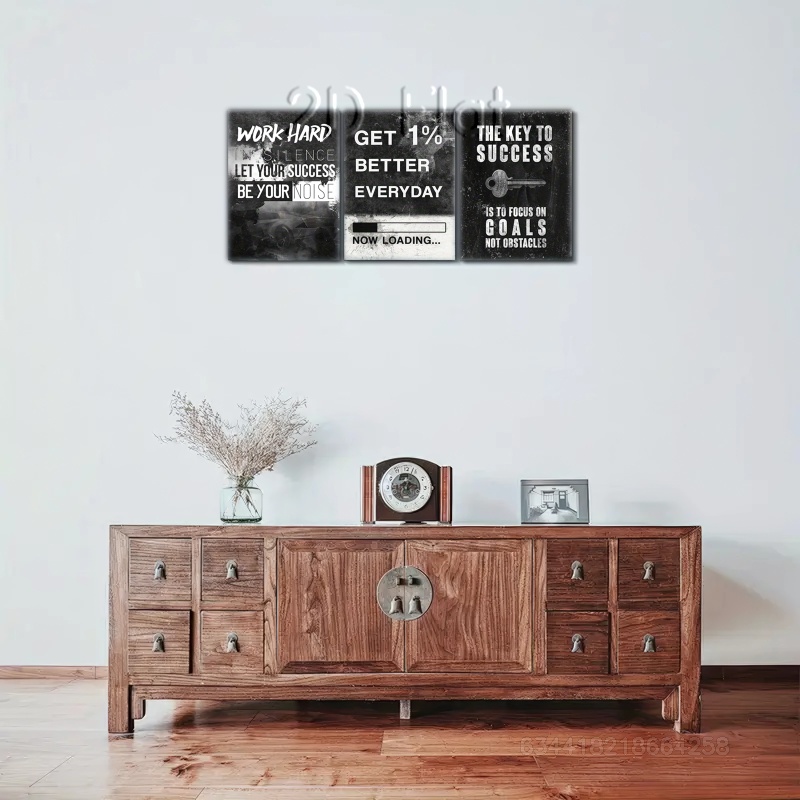 2D Flat
WORK HARD
IN SILENCE
LET YOUR SUCCESS
BE YOUR NOISE
GET 1%
BETTER
EVERYDAY
NOW LOADING...
THE KEY TO
SUCCESS
IS TO FOCUS ON
GOALS
NOT OBSTACLES